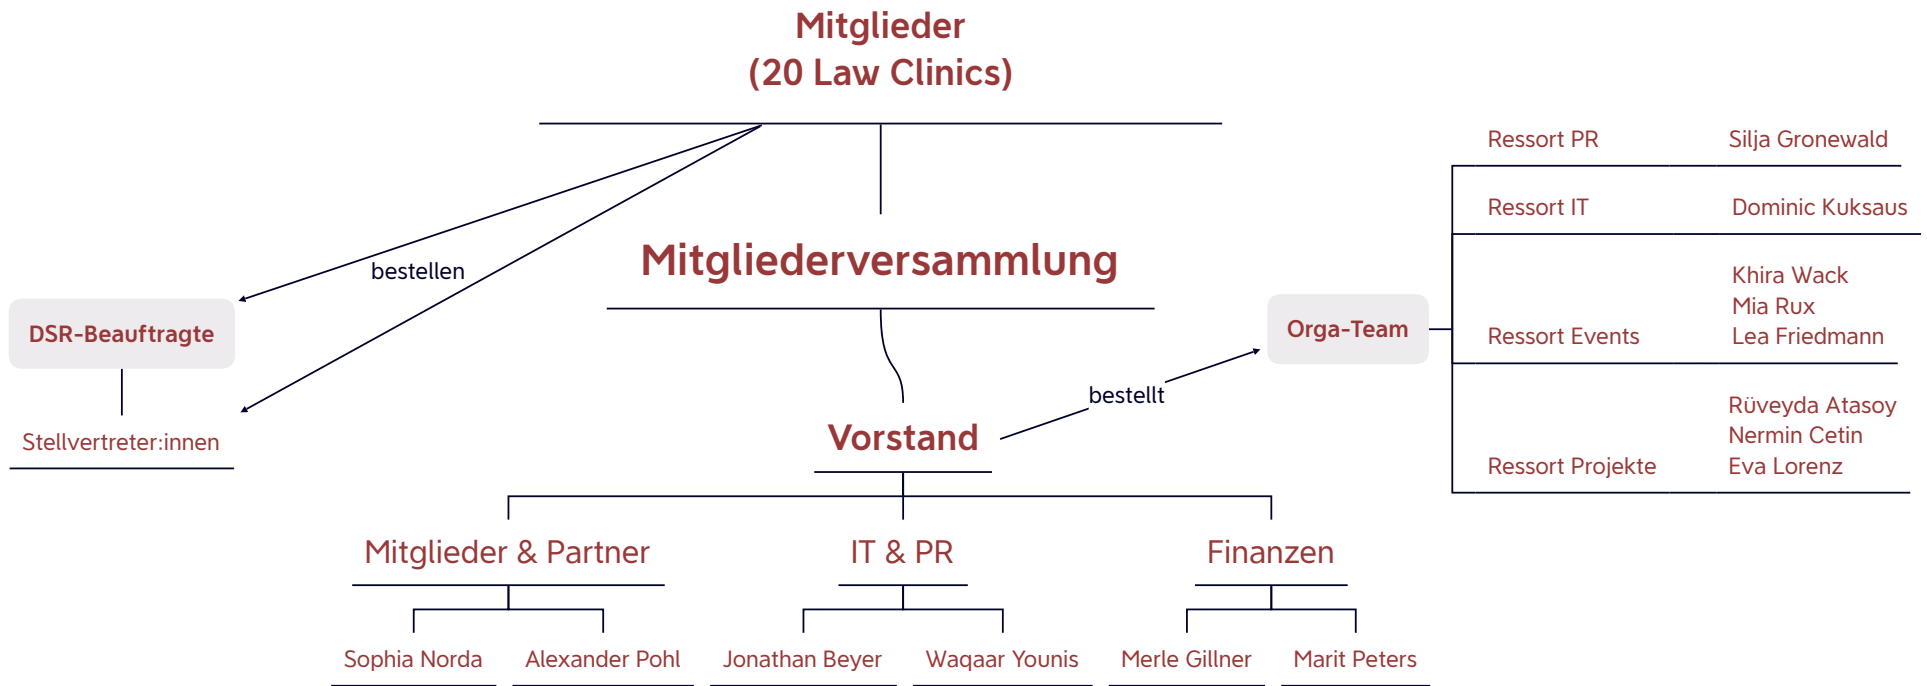 Mitglieder
(20 Law Clinics)
Mitgliederversammlung
bestellen
DSR-Beauftragte
Stellvertreter:innen
Vorstand
bestellt
Orga-Team
Ressort PR
Silja Gronewald
Ressort IT
Dominic Kuksaus
Ressort Events
Khira Wack
Mia Rux
Lea Friedmann
Ressort Projekte
Rüveyda Atasoy
Nermin Cetin
Eva Lorenz
Mitglieder & Partner
IT & PR
Finanzen
Sophia Norda
Alexander Pohl
Jonathan Beyer
Waqaar Younis
Merle Gillner
Marit Peters